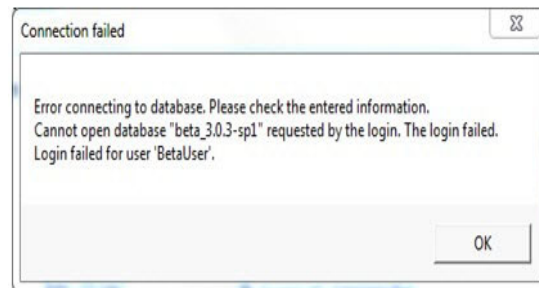 Connection failed
Error connecting to database. Please check the entered information.
Cannot open database "beta_3.0.3-sp1" requested by the login. The login failed.
Login failed for user 'BetaUser'.
OK